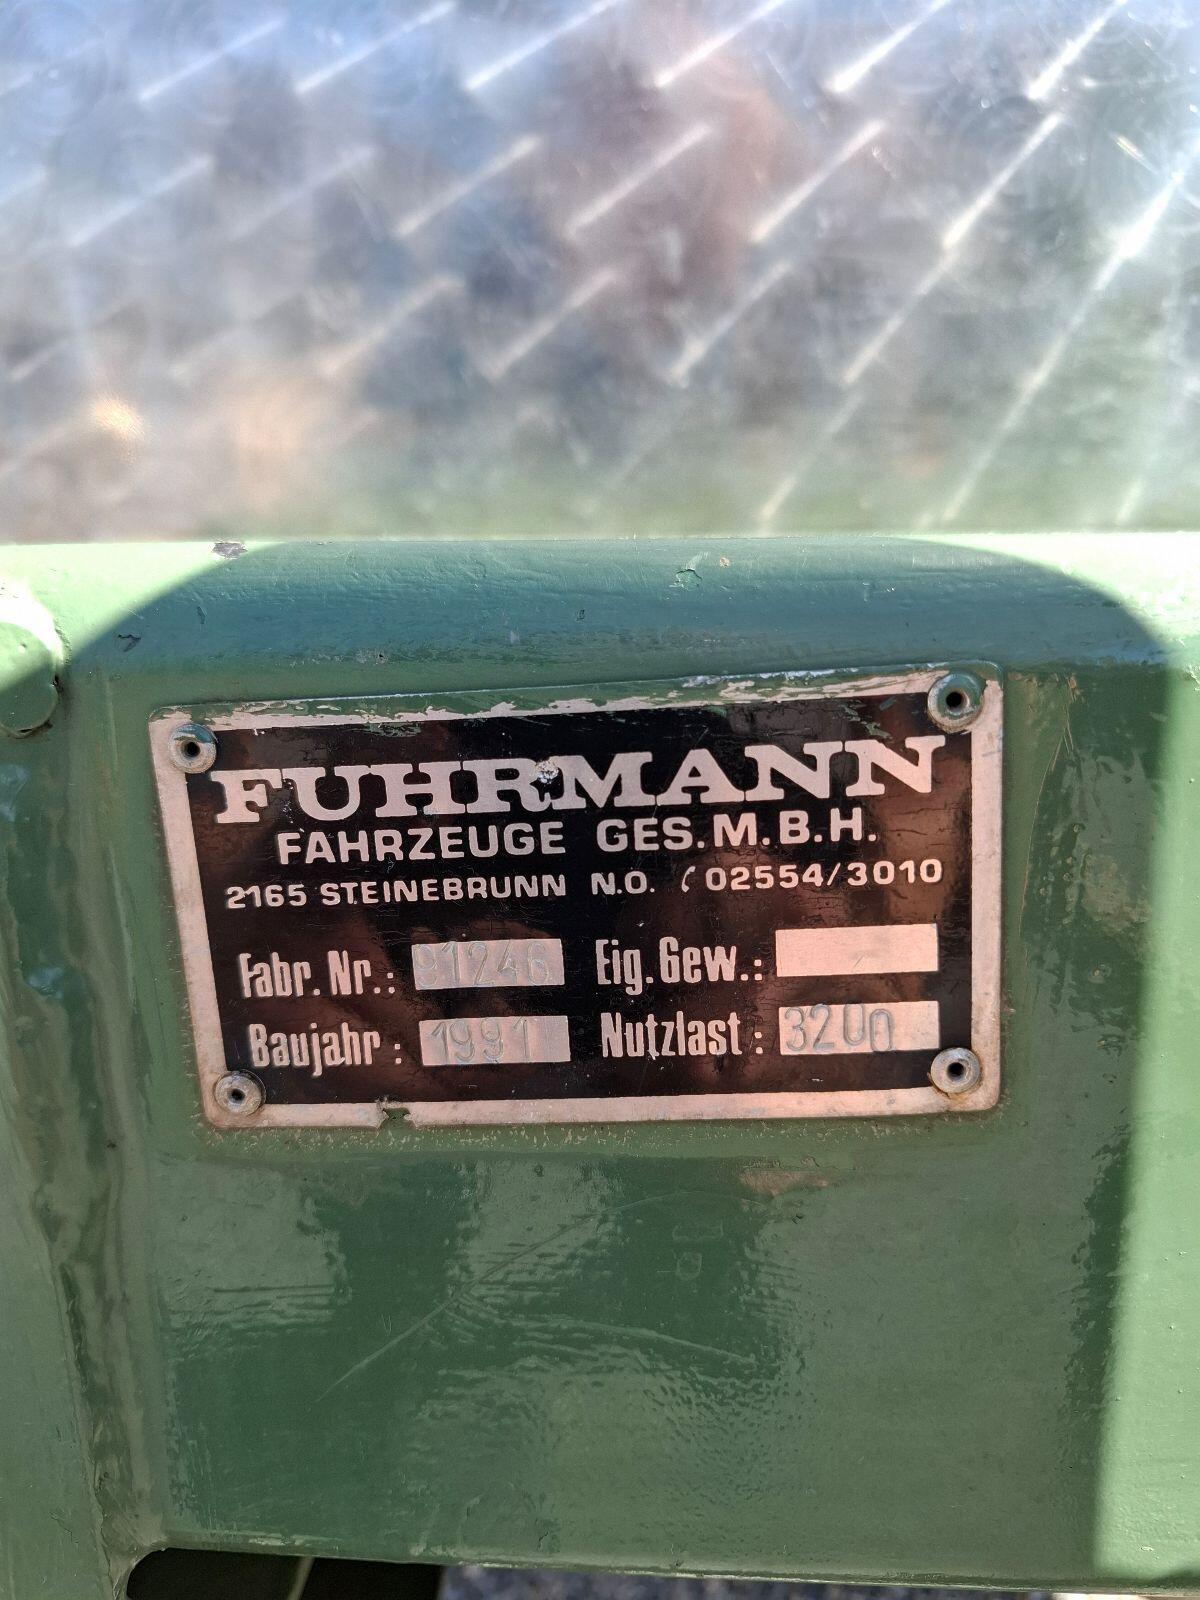 FUHRMANN
FAHRZEUGE GES.M.B.H.
2165 STEINEBRUNN N.O. 02554/3010
Fabr. Nr.: 91246 Eig. Gew.:
Baujahr: 1991 Nutzlast: 3200